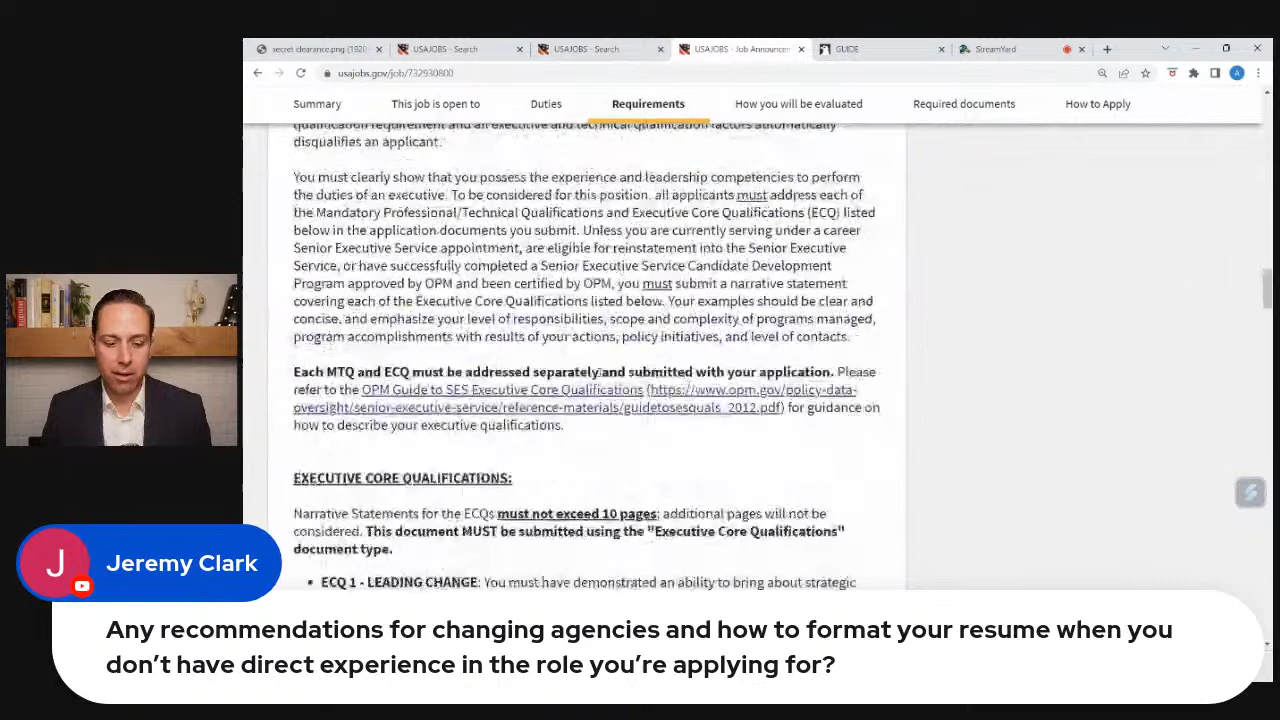 secret clearance.png (1920
USAJOBS - Search
USAJOBS - Search
USAJOBS - Job Announcem
GUIDE
StreamYard
usajobs.gov/job/732930800
A
Summary
This job is open to
Duties
Requirements
How you will be evaluated
Required documents
How to Apply
qualification requirement and an executive and technical qualification factors automatically
disqualifies an applicant.
You must clearly show that you possess the experience and leadership competencies to perform
the duties of an executive. To be considered for this position, all applicants must address each of
the Mandatory Professional/Technical Qualifications and Executive Core Qualifications (ECQ) listed
below in the application documents you submit. Unless you are currently serving under a career
Senior Executive Service appointment, are eligible for reinstatement into the Senior Executive
Service, or have successfully completed a Senior Executive Service Candidate Development
Program approved by OPM and been certified by OPM, you must submit a narrative statement
covering each of the Executive Core Qualifications listed below. Your examples should be clear and
concise, and emphasize your level of responsibilities, scope and complexity of programs managed,
program accomplishments with results of your actions, policy initiatives, and level of contacts.
Each MTQ and ECQ must be addressed separately and submitted with your application. Please
refer to the OPM Guide to SES Executive Core Qualifications (https://www.opm.gov/policy-data-
oversight/senior-executive-service/reference-materials/guidetosesquals_2012.pdf) for guidance on
how to describe your executive qualifications.
EXECUTIVE CORE QUALIFICATIONS:
Narrative Statements for the ECQs must not exceed 10 pages; additional pages will not be
considered. This document MUST be submitted using the "Executive Core Qualifications"
document type.
• ECQ 1 - LEADING CHANGE: You must have demonstrated an ability to bring about strategic
J
Jeremy Clark
Any recommendations for changing agencies and how to format your resume when you
don't have direct experience in the role you're applying for?